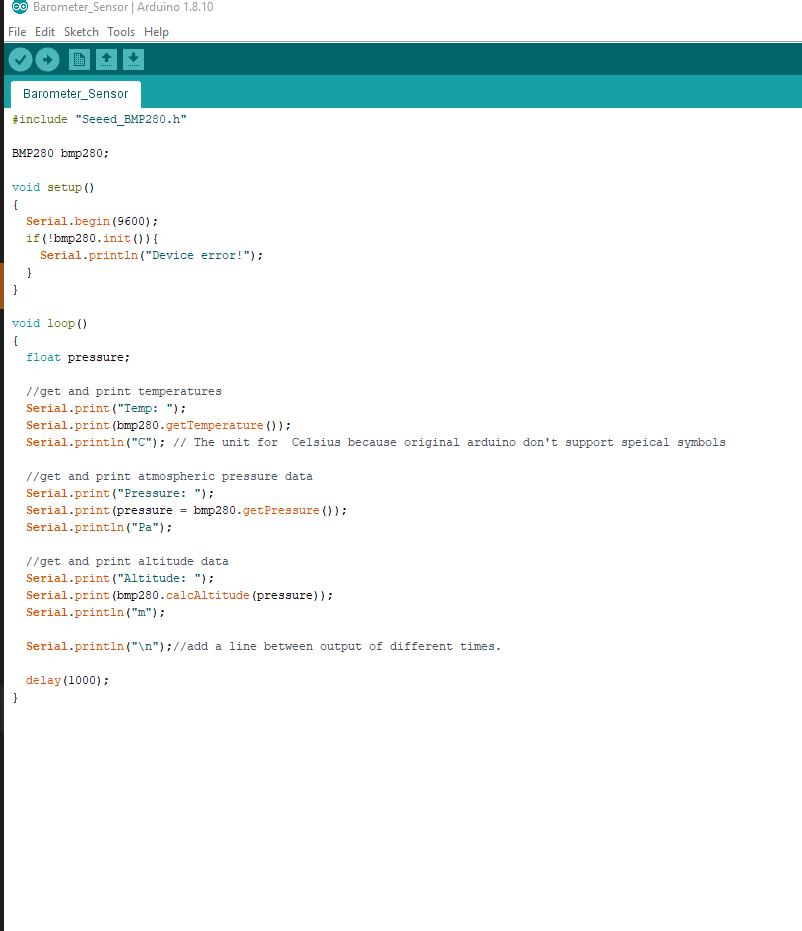 Barometer_Sensor | Arduino 1.8.10
File Edit Sketch Tools Help
Barometer_Sensor
#include "Seeed_BMP280.h"
BMP280 bmp280;
void setup()
{
  Serial.begin(9600);
  if(!bmp280.init()){
    Serial.println("Device error!");
  }
}
void loop()
{
  float pressure;
  //get and print temperatures
  Serial.print("Temp: ");
  Serial.print(bmp280.getTemperature());
  Serial.println("C"); // The unit for  Celsius because original arduino don't support speical symbols
  //get and print atmospheric pressure data
  Serial.print("Pressure: ");
  Serial.print(pressure = bmp280.getPressure());
  Serial.println("Pa");
  //get and print altitude data
  Serial.print("Altitude: ");
  Serial.print(bmp280.calcAltitude(pressure));
  Serial.println("m");
  Serial.println("\n");//add a line between output of different times.
  delay(1000);
}